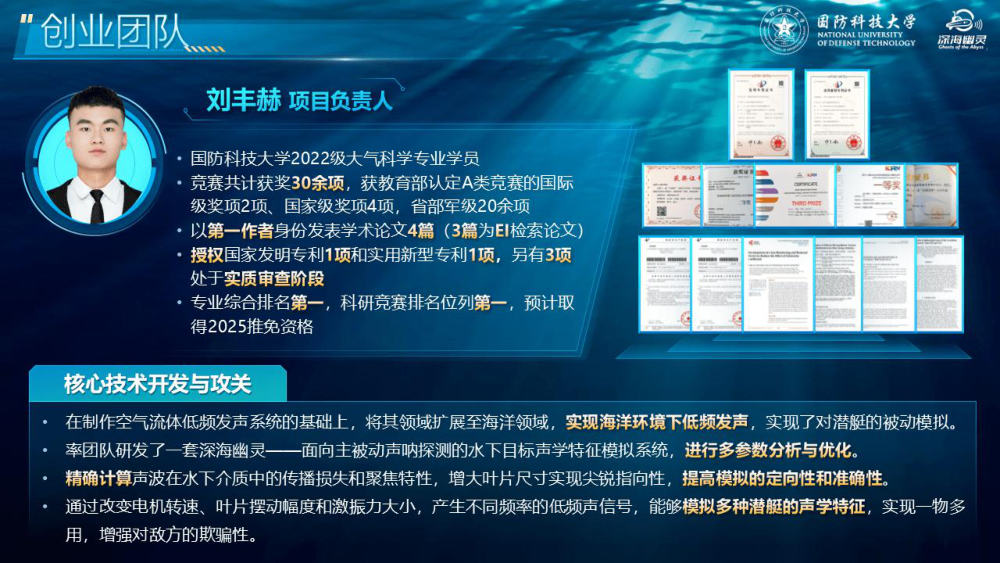 创业团队
国防科技大学
NATIONAL UNIVERSITY
OF DEFENSE TECHNOLOGY
深海幽灵
Ghosts of the Abyss
刘丰赫 项目负责人
• 国防科技大学2022级大气科学专业学员
• 竞赛共计获奖30余项，获教育部认定A类竞赛的国际
级奖项2项、国家级奖项4项，省部军级20余项
• 以第一作者身份发表学术论文4篇（3篇为EI检索论文）
• 授权国家发明专利1项和实用新型专利1项，另有3项
处于实质审查阶段
• 专业综合排名第一，科研竞赛排名位列第一，预计取
得2025推免资格
CERTIFICATE
THIRD PRIZE
一等奖
核心技术开发与攻关
• 在制作空气流体低频发声系统的基础上，将其领域扩展至海洋领域，实现海洋环境下低频发声，实现了对潜艇的被动模拟。
• 率团队研发了一套深海幽灵——面向主被动声呐探测的水下目标声学特征模拟系统，进行多参数分析与优化。
• 精确计算声波在水下介质中的传播损失和聚焦特性，增大叶片尺寸实现尖锐指向性，提高模拟的定向性和准确性。
• 通过改变电机转速、叶片摆动幅度和激振力大小，产生不同频率的低频声信号，能够模拟多种潜艇的声学特征，实现一物多
用，增强对敌方的欺骗性。